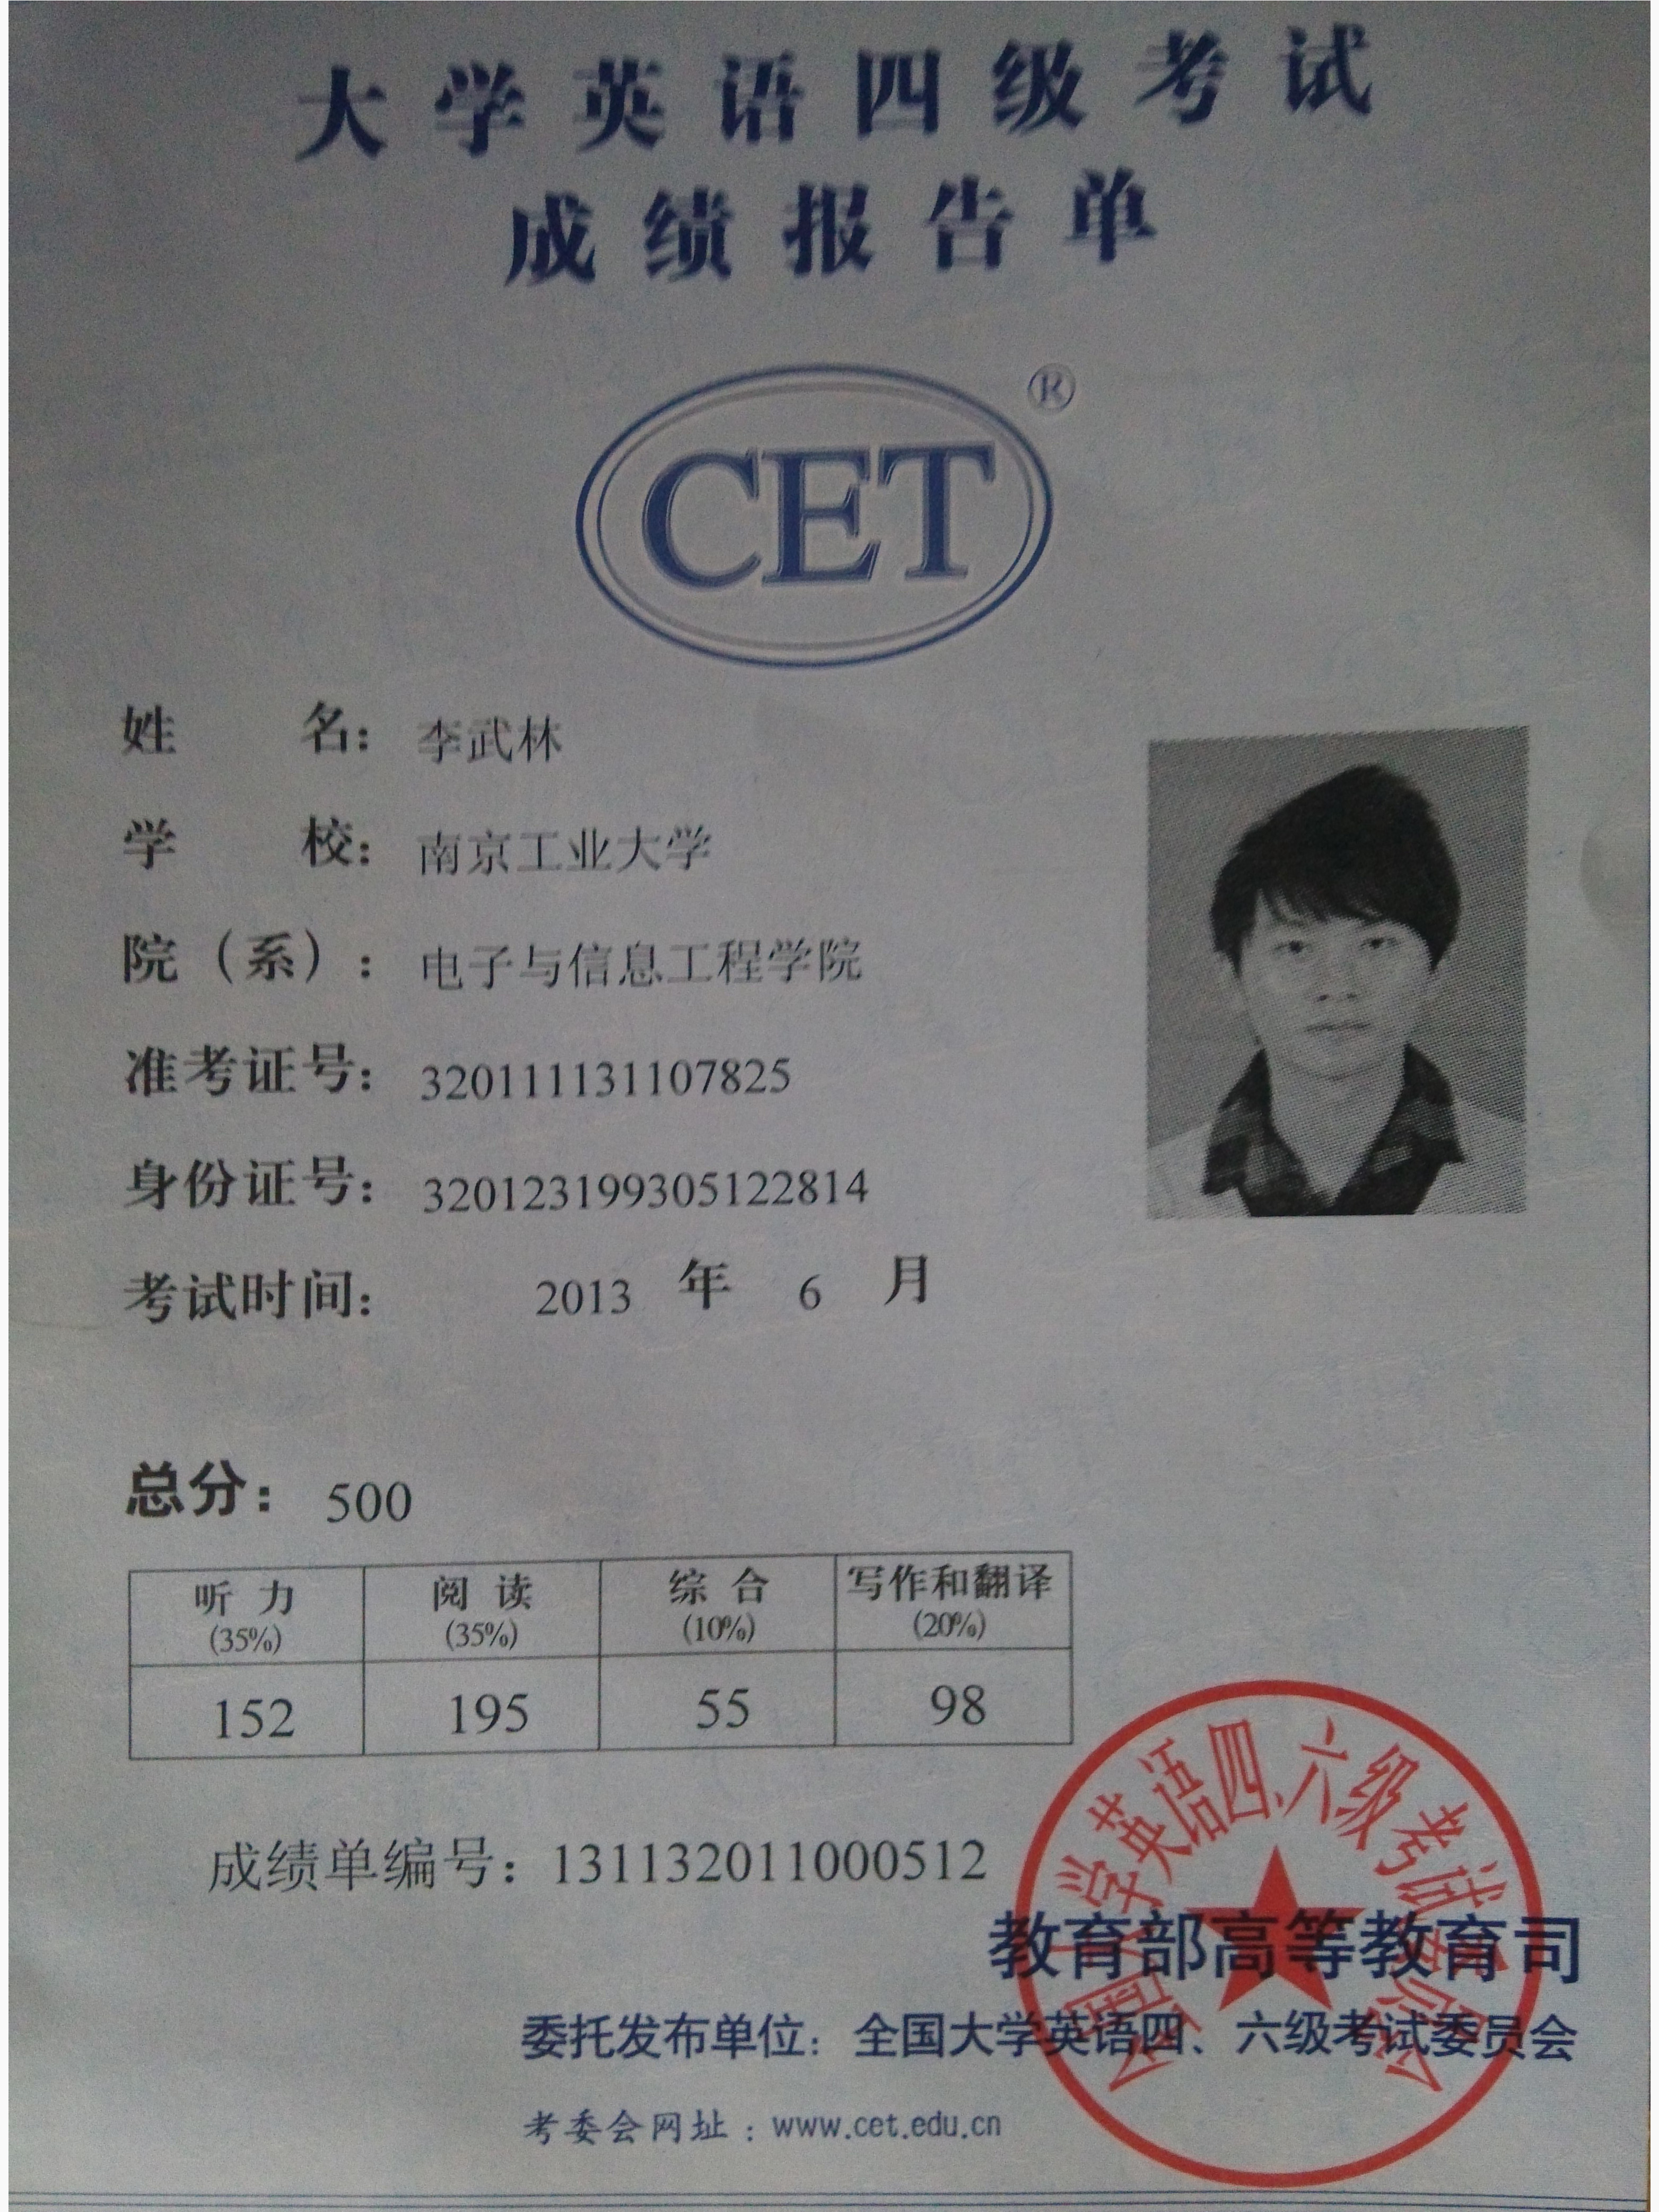 大学英语四级考试
成绩报告单
CET®
姓 名：李武林
学 校：南京工业大学
院（系）：电子与信息工程学院
准考证号：320111131107825
身份证号：320123199305122814
考试时间： 2013 年 6 月
总分：500
听 力 阅 读 综 合 写作和翻译
(35%) (35%) (10%) (20%)
152 195 55 98
成绩单编号：131132011000512
全国大学英语四、六级考试委员会
教育部高等教育司
委托发布单位：全国大学英语四、六级考试委员会
考委会网址：www.cet.edu.cn